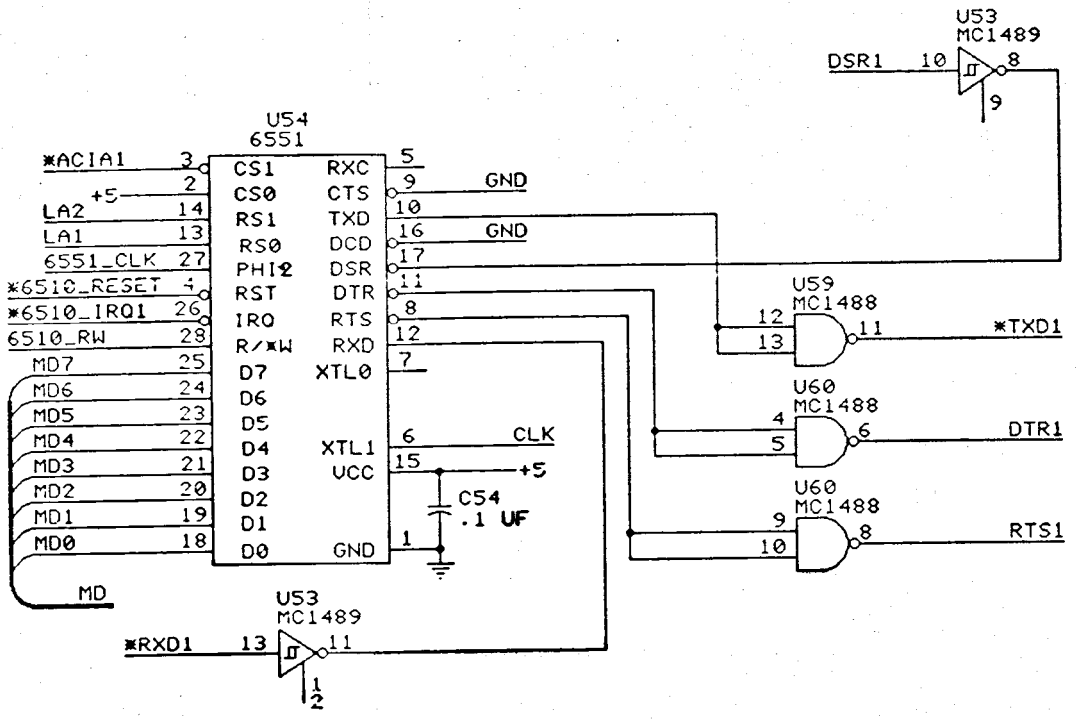 U53
MC1489
DSR1 10 8
9
U54
6551
*ACIA1 3 CS1 RXC 5
+5 2 CS0 CTS 9 GND
LA2 14 RS1 TXD 10
LA1 13 RS0 DCD 16 GND
6551_CLK 27 PHI2 DSR 17
*6510_RESET 4 RST DTR 11
*6510_IRQ1 26 IRQ RTS 8
6510_RW 28 R/*W RXD 12
MD7 25 D7 XTL0 7
MD6 24 D6
MD5 23 D5
MD4 22 D4 XTL1 6 CLK
MD3 21 D3 VCC 15 +5
MD2 20 D2
MD1 19 D1
MD0 18 D0 GND 1
MD
C54
.1 UF
U59
MC1488
12
13
11 *TXD1
U60
MC1488
4
5
6 DTR1
U60
MC1488
9
10
8 RTS1
U53
MC1489
*RXD1 13 11
12